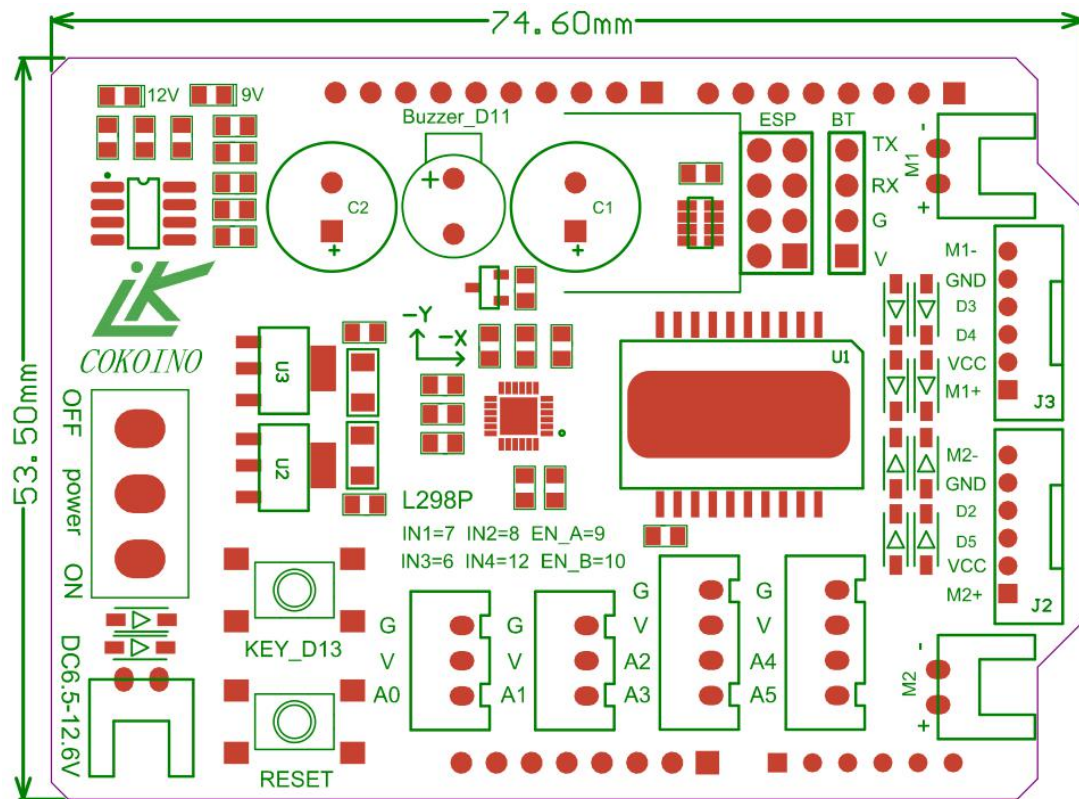 74.60mm
53.50mm
12V
9V
Buzzer_D11
C2
+
+
C1
+
ESP
BT
TX
RX
G
V
-
M1
+
M1-
GND
D3
D4
VCC
M1+
J3
COKOINO
-Y
-X
U3
U2
U1
OFF
power
ON
L298P
IN1=7 IN2=8 EN_A=9
IN3=6 IN4=12 EN_B=10
M2-
GND
D2
D5
VCC
M2+
J2
DC6.5-12.6V
KEY_D13
RESET
G
V
A0
G
V
A1
G
V
A2
A3
G
V
A4
A5
-
M2
+